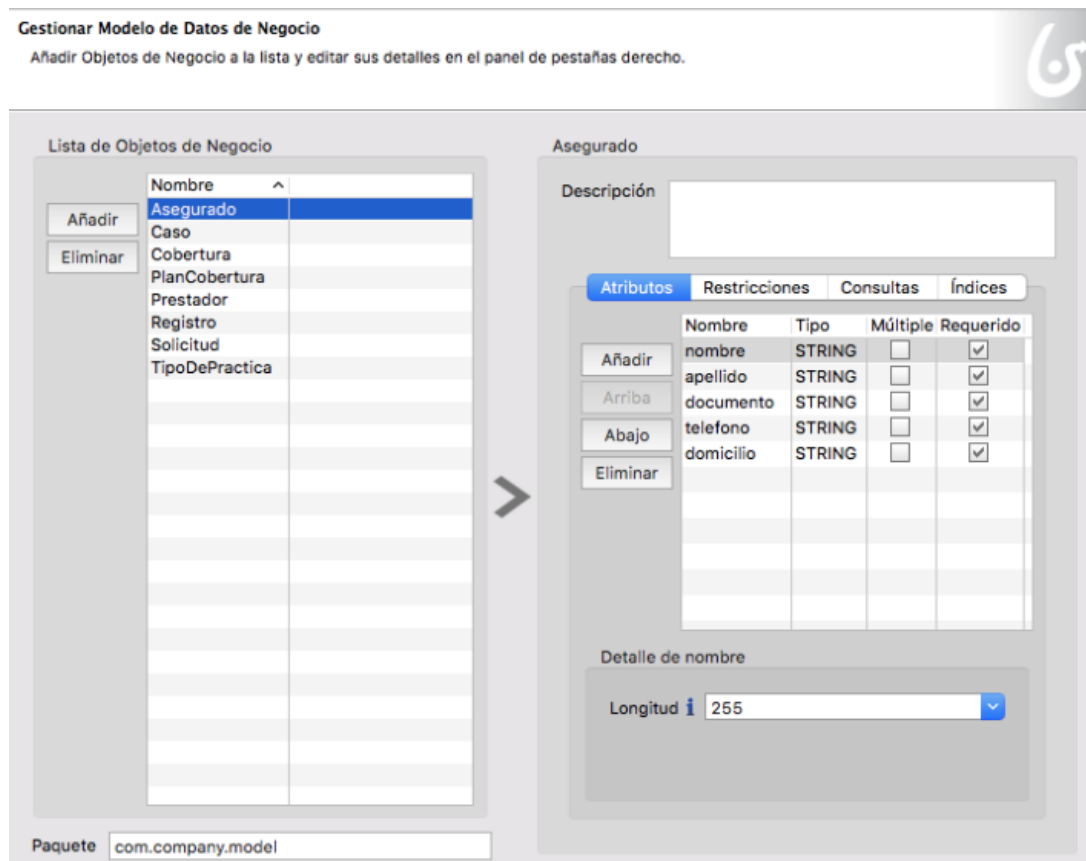 Gestionar Modelo de Datos de Negocio
Añadir Objetos de Negocio a la lista y editar sus detalles en el panel de pestañas derecho.
Lista de Objetos de Negocio
Nombre
Añadir
Eliminar
Asegurado
Caso
Cobertura
PlanCobertura
Prestador
Registro
Solicitud
TipoDePractica
Paquete com.company.model
Asegurado
Descripción
Atributos Restricciones Consultas Índices
Añadir
Arriba
Abajo
Eliminar
Nombre Tipo Múltiple Requerido
nombre STRING
apellido STRING
documento STRING
telefono STRING
domicilio STRING
Detalle de nombre
Longitud i 255